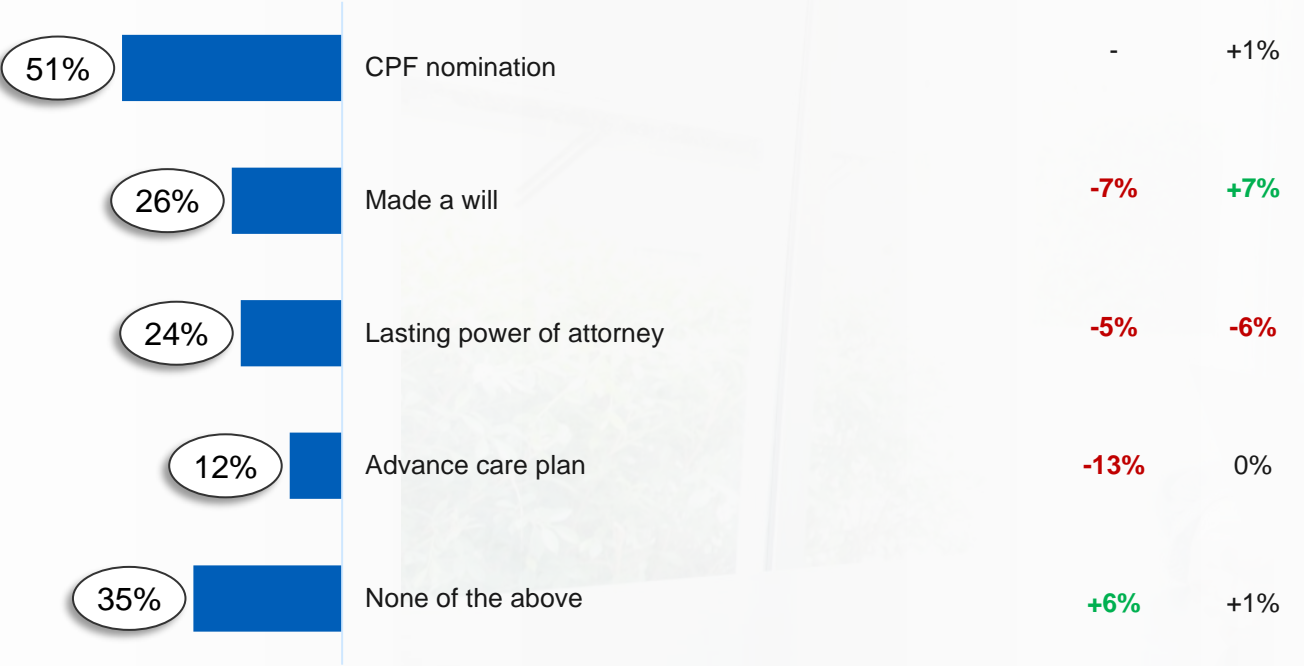 51% CPF nomination - +1%
26% Made a will -7% +7%
24% Lasting power of attorney -5% -6%
12% Advance care plan -13% 0%
35% None of the above +6% +1%